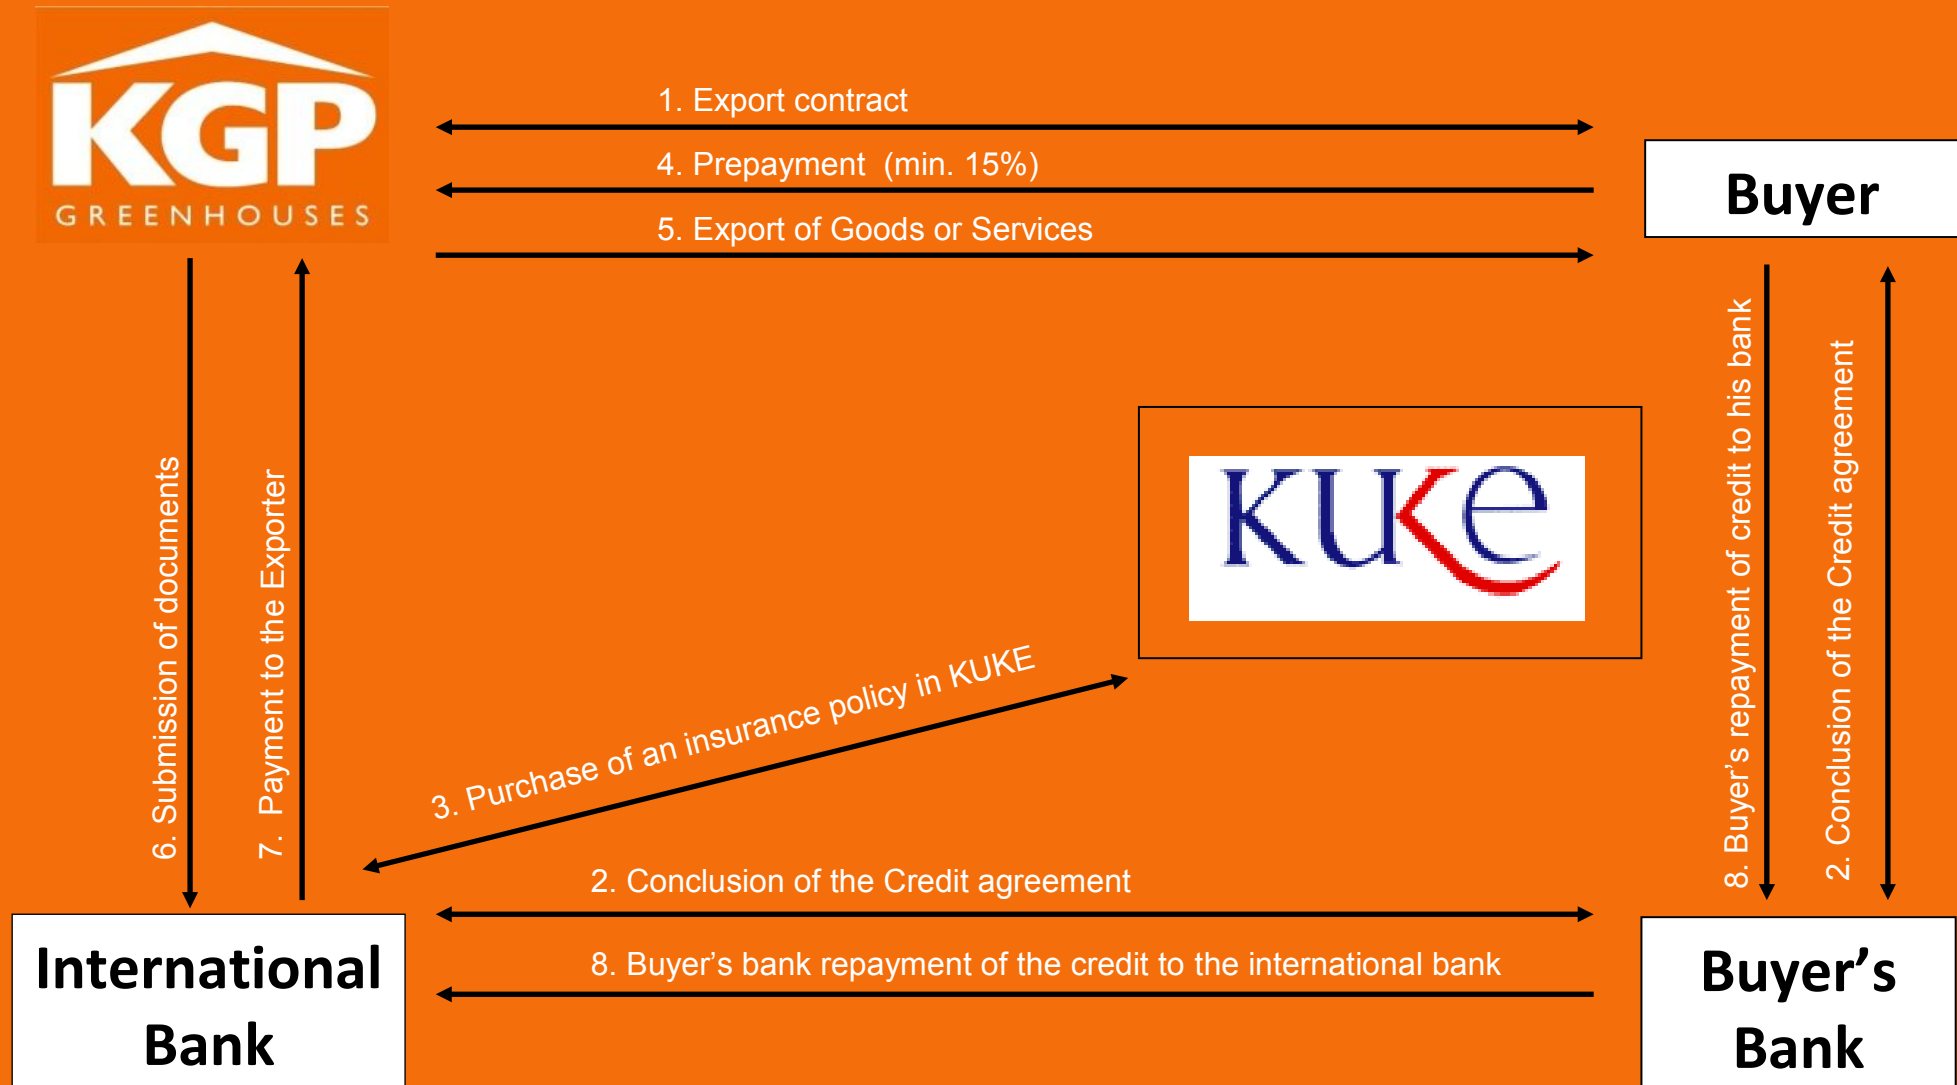 KGP
GREENHOUSES
1. Export contract
4. Prepayment (min. 15%)
5. Export of Goods or Services
Buyer
6. Submission of documents
7. Payment to the Exporter
KUKE
3. Purchase of an insurance policy in KUKE
8. Buyer’s repayment of credit to his bank
2. Conclusion of the Credit agreement
2. Conclusion of the Credit agreement
8. Buyer’s bank repayment of the credit to the international bank
International
Bank
Buyer’s
Bank